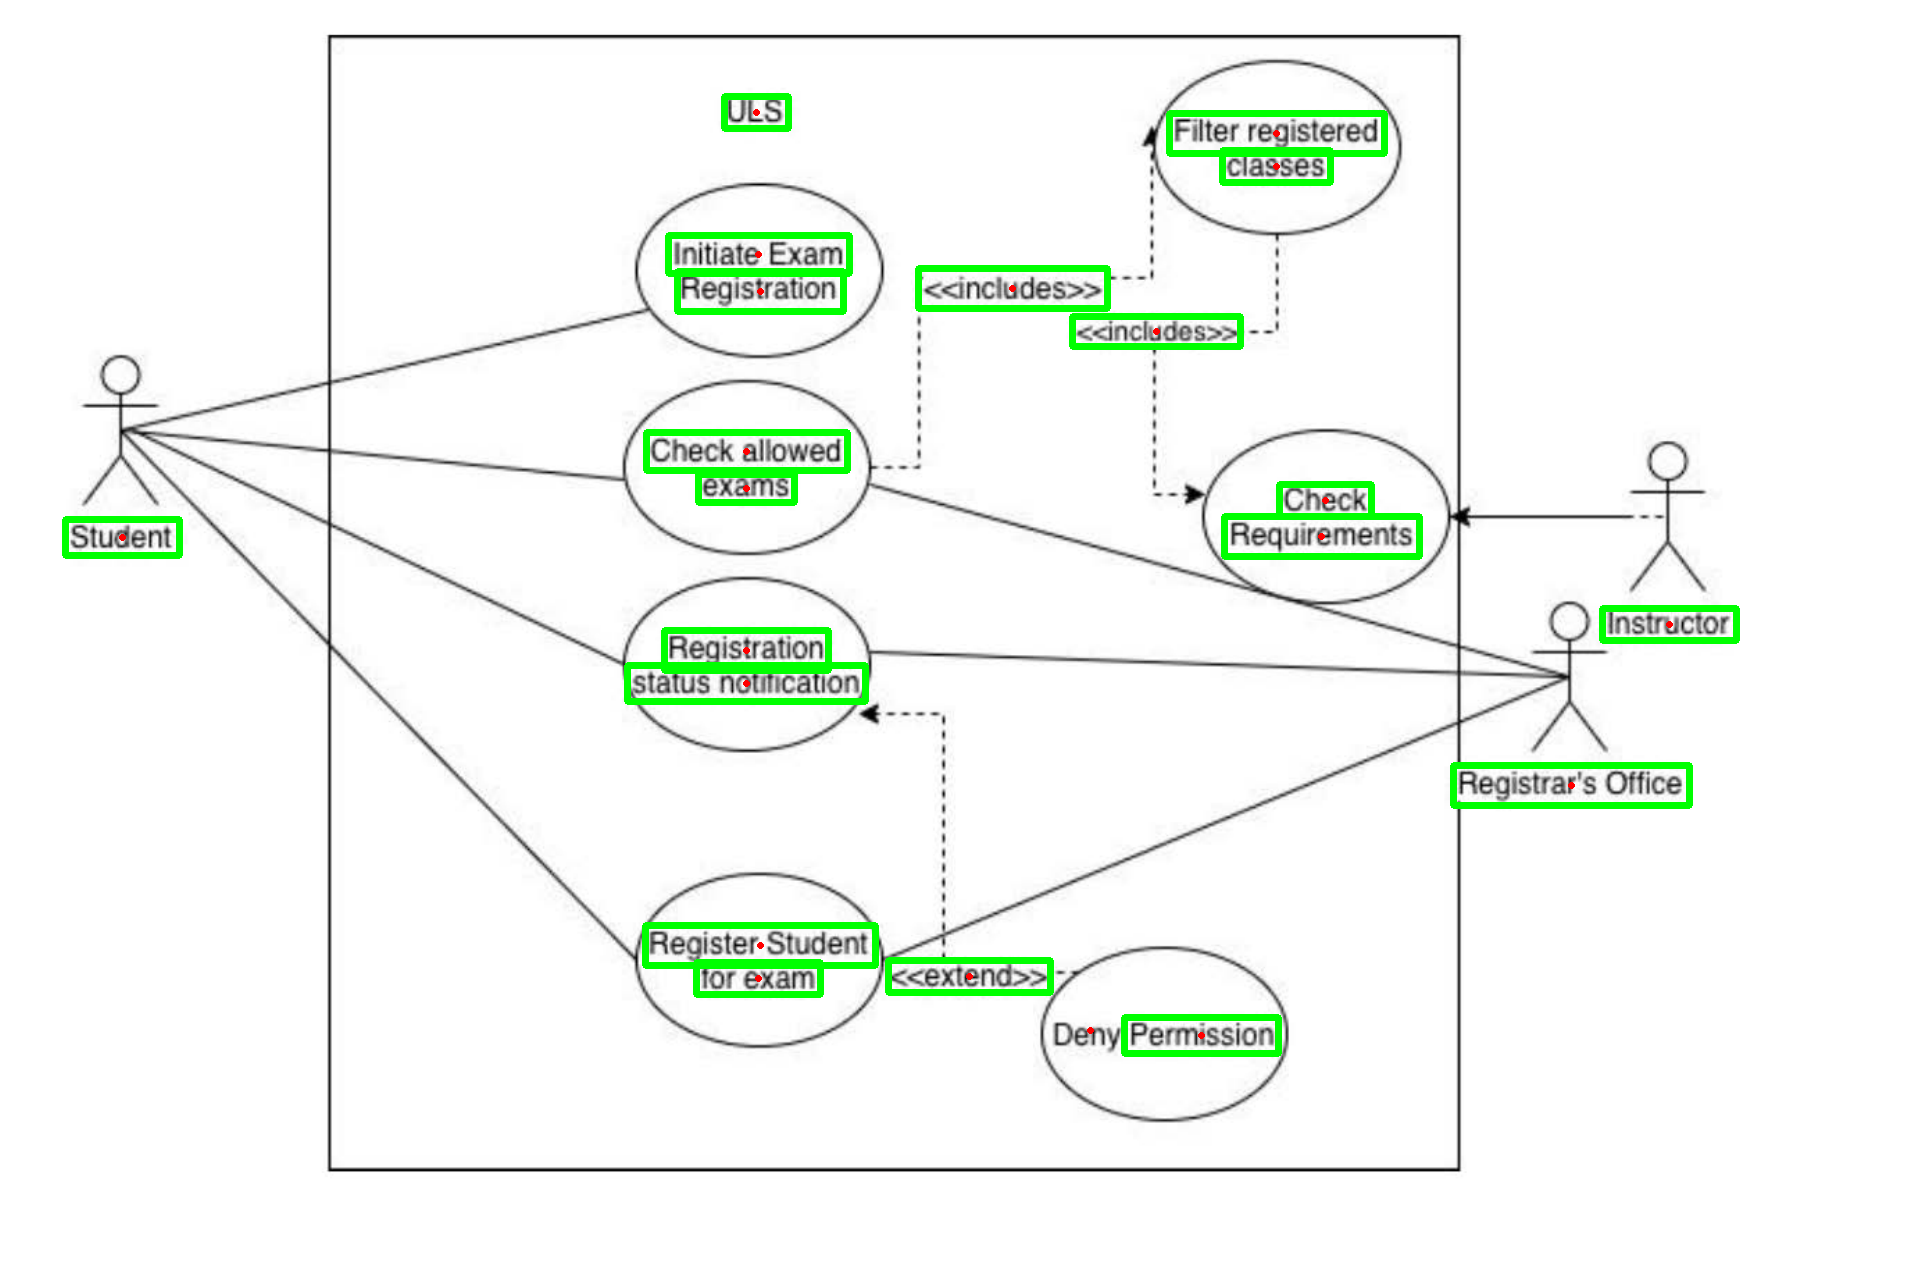 ULS
Filter registered
classes
Initiate Exam
Registration
<<includes>>
<<includes>>
Check allowed
exams
Check
Requirements
Student
Instructor
Registration
status notification
Registrar's Office
Register Student
for exam
<<extend>>
Deny Permission